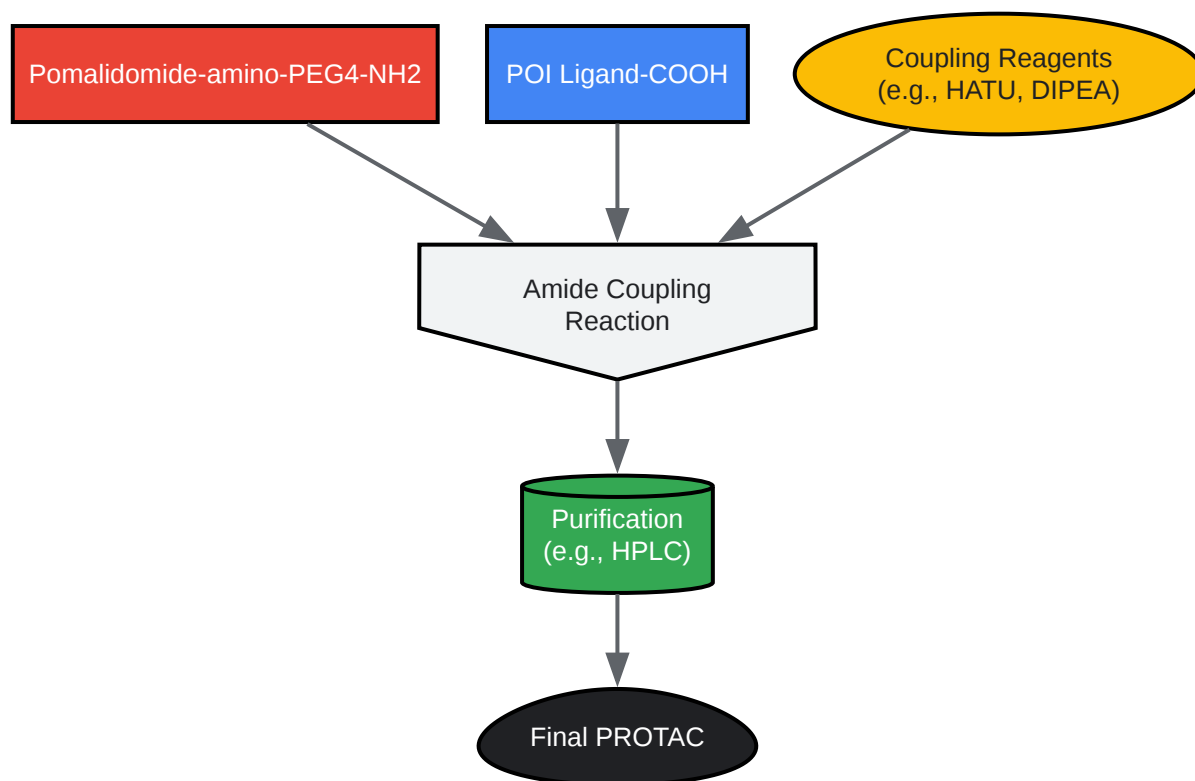 Pomalidomide-amino-PEG4-NH2
POI Ligand-COOH
Coupling Reagents
(e.g., HATU, DIPEA)
Amide Coupling
Reaction
Purification
(e.g., HPLC)
Final PROTAC